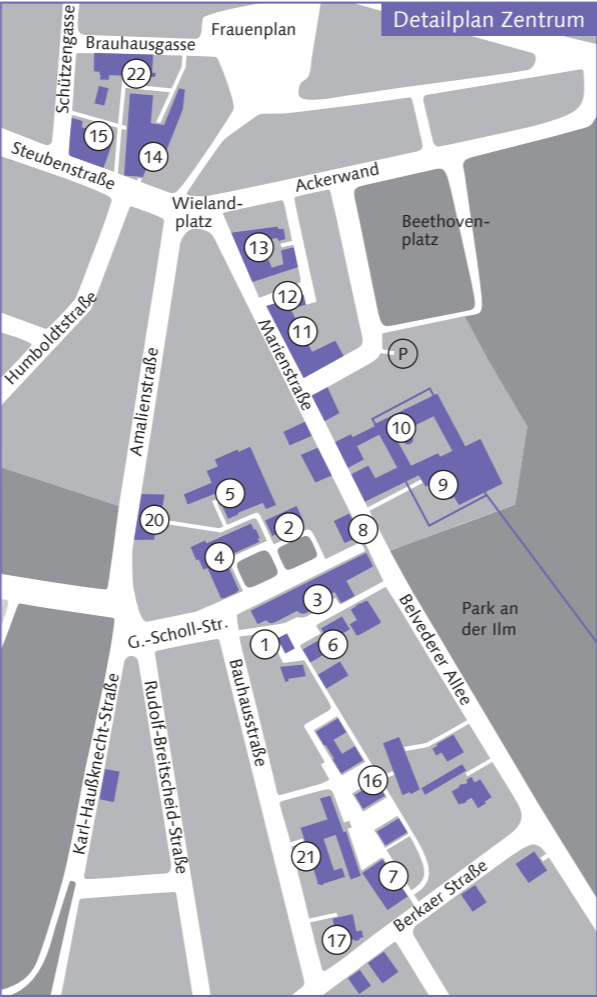 Detailplan Zentrum
Schützengasse
Brauhausgasse
Frauenplan
22
15
14
Steubenstraße
Wieland-
platz
Ackerwand
Beethoven-
platz
13
12
11
Humboldtstraße
Amalienstraße
Marienstraße
P
10
9
5
20
2
8
4
3
G.-Scholl-Str.
1
6
Belvederer Allee
Park an
der Ilm
Karl-Haußknecht-Straße
Rudolf-Breitscheid-Straße
Bauhausstraße
16
21
7
Berkaer Straße
17